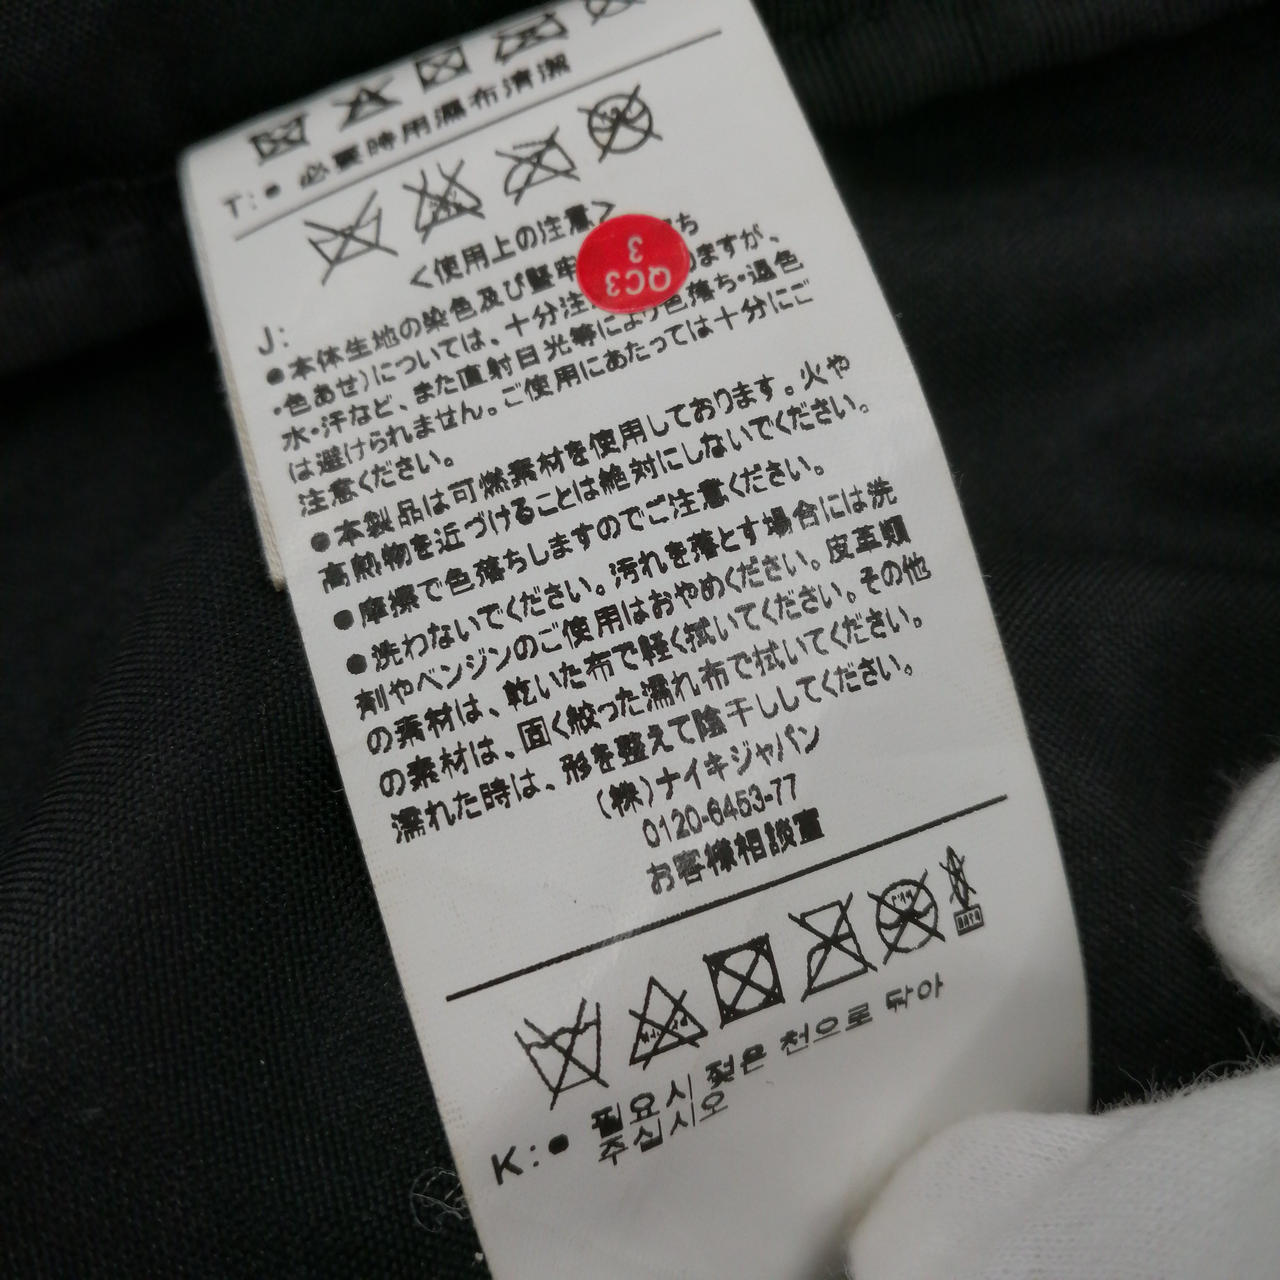 T:● 必要時用濕布清潔
<使用上の注意>
QC3
3
J:
●本体生地の染色及び堅牢 ち
・色あせ)については、十分注 めますが、
水・汗など、また直射日光等により色落ち・退色
は避けられません。ご使用にあたっては十分にご
注意ください。
●本製品は可燃素材を使用しております。火や
高熱物を近づけることは絶対にしないでください。
●摩擦で色落ちしますのでご注意ください。
●洗わないでください。汚れを落とす場合には洗
剤やベンジンのご使用はおやめください。皮革類
の素材は、乾いた布で軽く拭いてください。その他
の素材は、固く絞った濡れ布で拭いてください。
濡れた時は、形を整えて陰干ししてください。
(株)ナイキジャパン
0120-6453-77
お客様相談室
K:● 필요시 젖은 천으로 닦아
주십시오